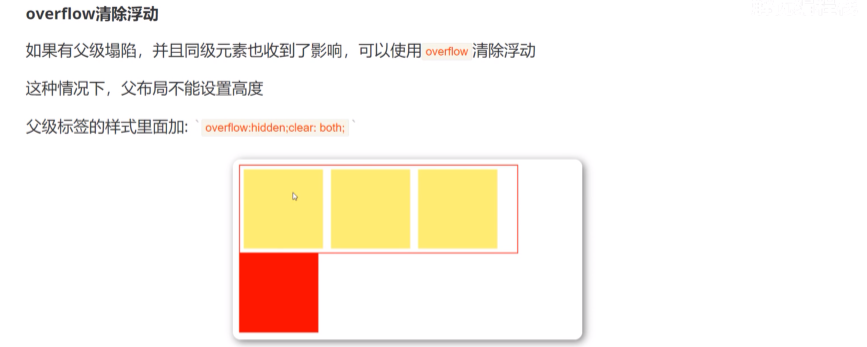 overflow清除浮动
如果有父级塌陷，并且同级元素也收到了影响，可以使用 overflow 清除浮动
这种情况下，父布局不能设置高度
父级标签的样式里面加: ` overflow:hidden;clear: both; `